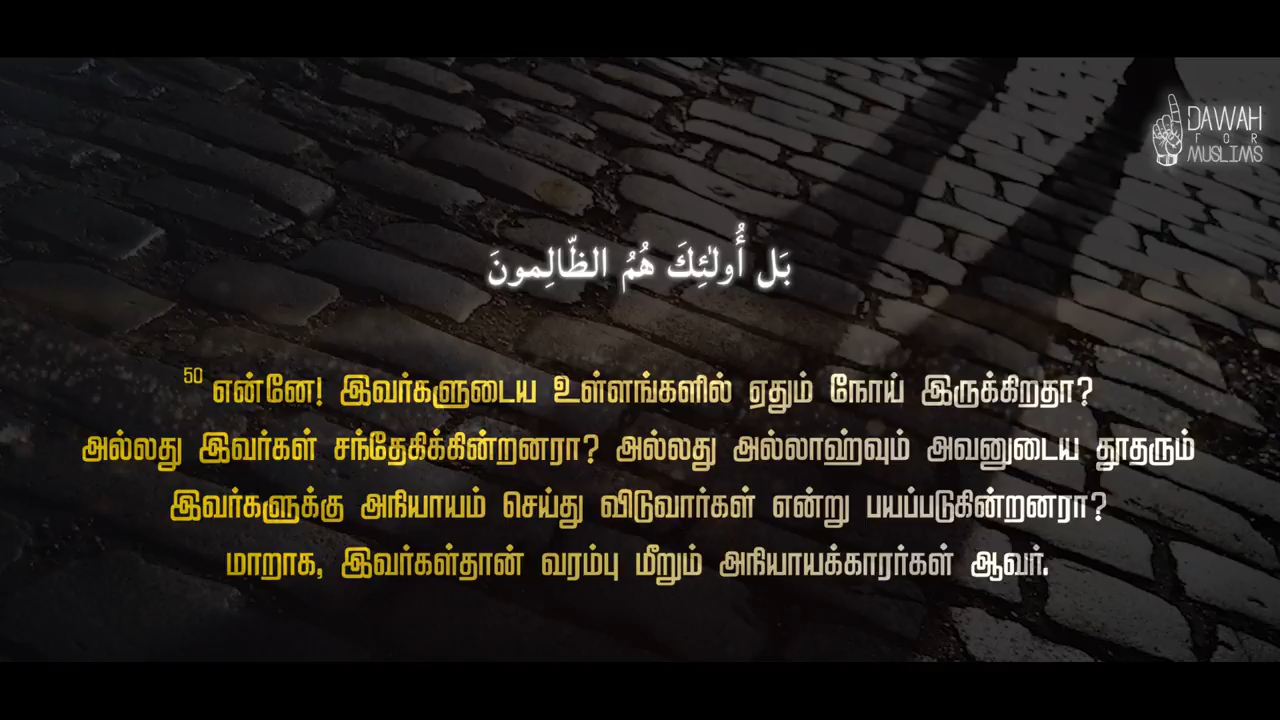 DAWAH
FOR
MUSLIMS
بَل أُولٰئِكَ هُمُ الظّالِمونَ
50 என்னே! இவர்களுடைய உள்ளங்களில் ஏதும் நோய் இருக்கிறதா?
அல்லது இவர்கள் சந்தேகிக்கின்றனரா? அல்லது அல்லாஹ்வும் அவனுடைய தூதரும்
இவர்களுக்கு அநியாயம் செய்து விடுவார்கள் என்று பயப்படுகின்றனரா?
மாறாக, இவர்கள்தான் வரம்பு மீறும் அநியாயக்காரர்கள் ஆவர்.